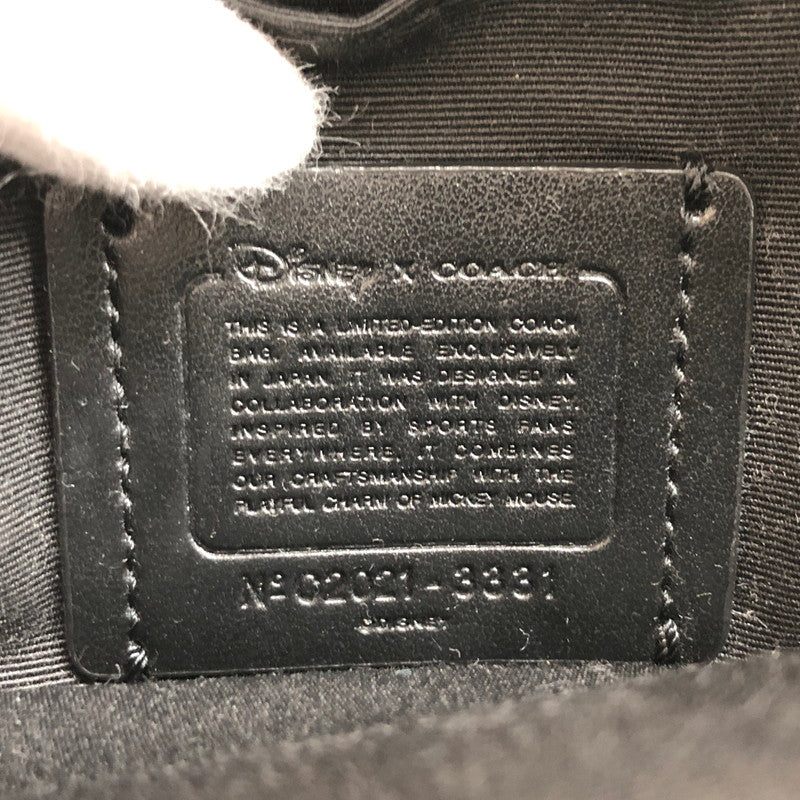 DISNEY X COACH
THIS IS A LIMITED-EDITION COACH
BAG. AVAILABLE EXCLUSIVELY
IN JAPAN, IT WAS DESIGNED IN
COLLABORATION WITH DISNEY.
INSPIRED BY SPORTS FANS
EVERYWHERE, IT COMBINES
OUR CRAFTSMANSHIP WITH THE
PLAYFUL CHARM OF MICKEY MOUSE.
Nº C2021-3331
©DISNEY